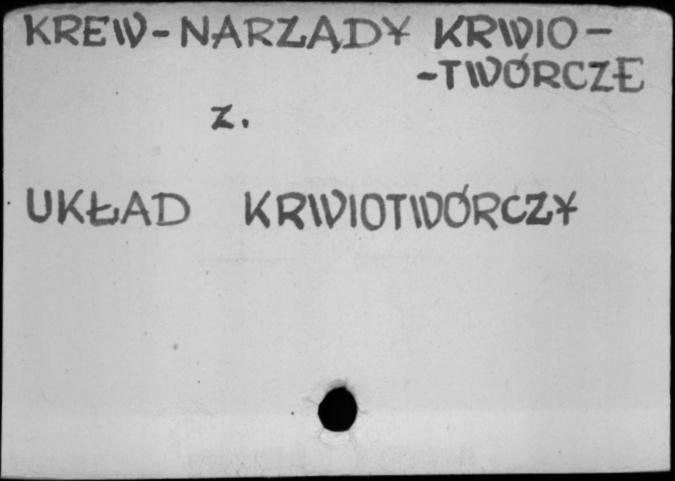 KREW-NARZĄDY KRWIO-
-TWÓRCZE
z.
UKŁAD KRWIOTWÓRCZY